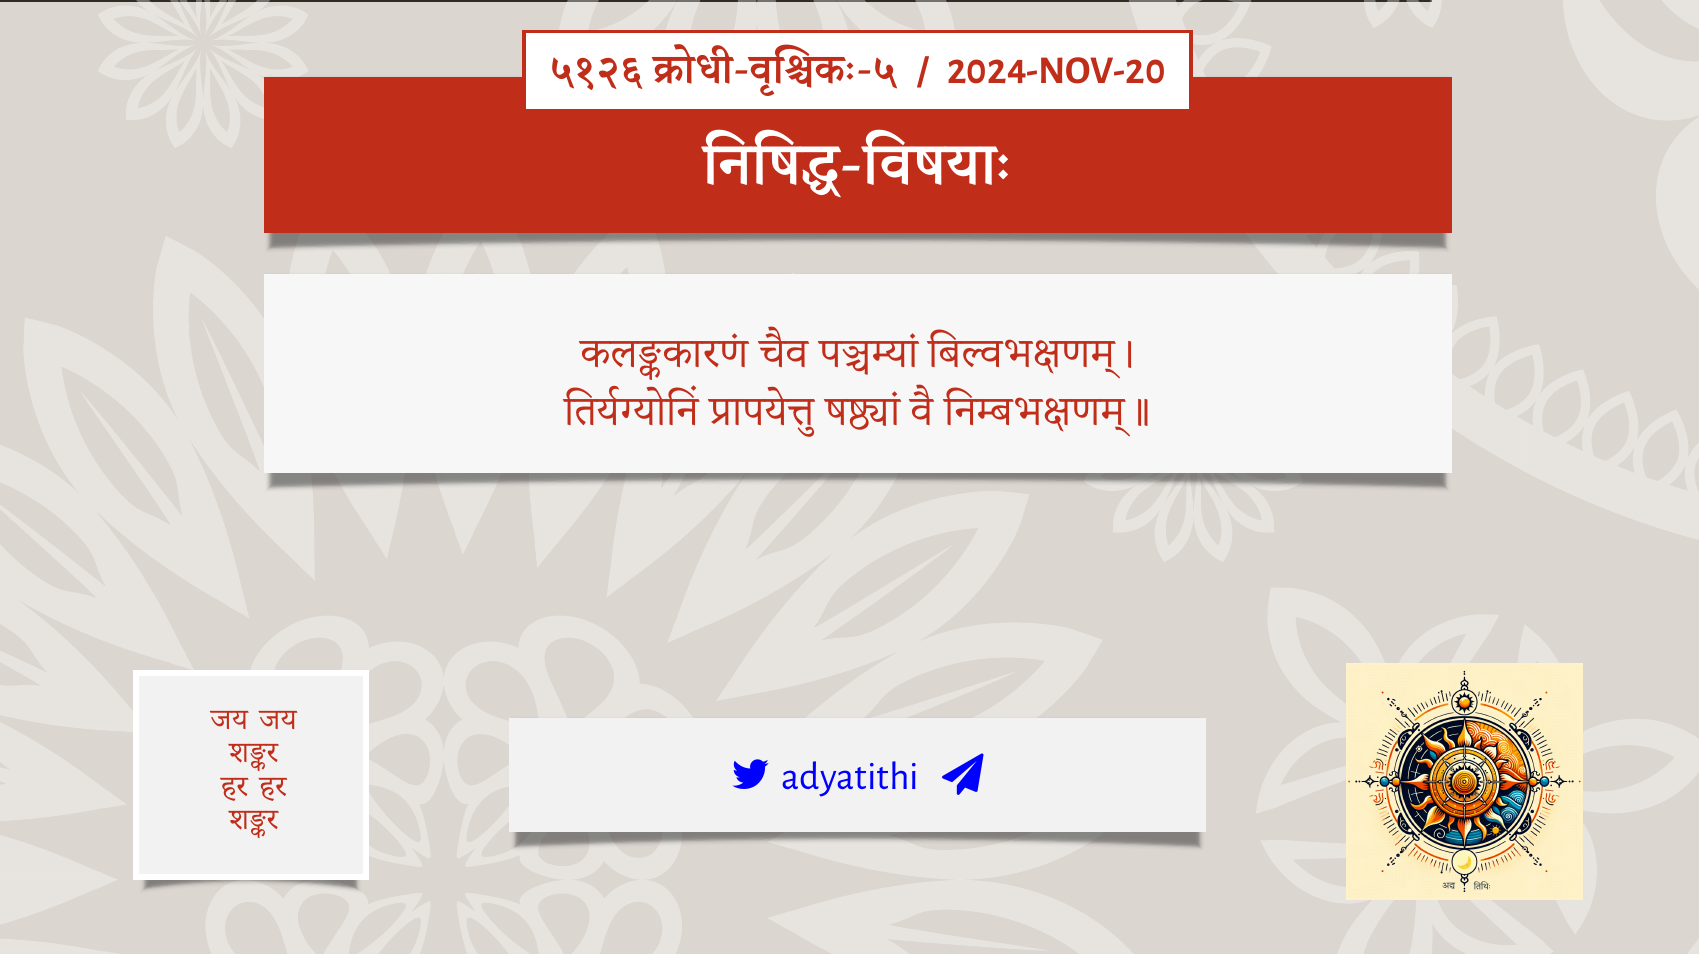 ५१२६ क्रोधी-वृश्चिकः-५ / 2024-NOV-20
निषिद्ध-विषयाः
कलङ्ककारणं चैव पञ्चम्यां बिल्वभक्षणम्।
तिर्यग्योनिं प्रापयेत्तु षष्ठ्यां वै निम्बभक्षणम्॥
जय जय
शङ्कर
हर हर
शङ्कर
adyatithi
अद्य तिथिः